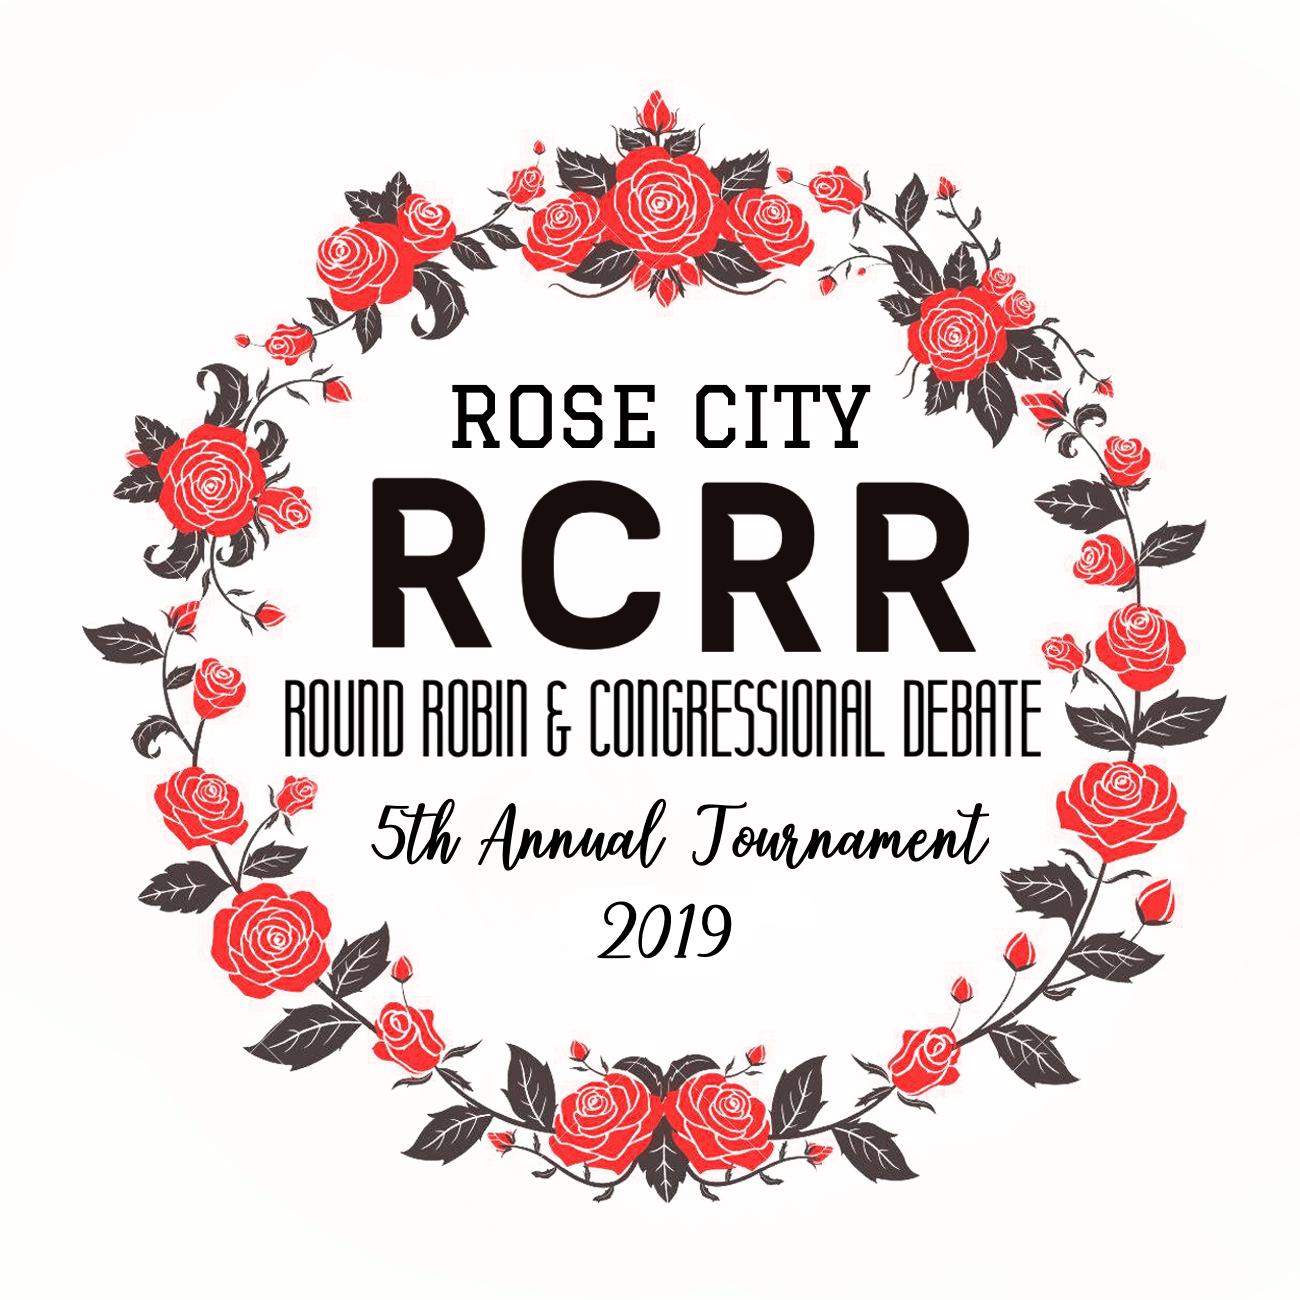 ROSE CITY
RCRR
ROUND ROBIN & CONGRESSIONAL DEBATE
5th Annual Tournament
2019